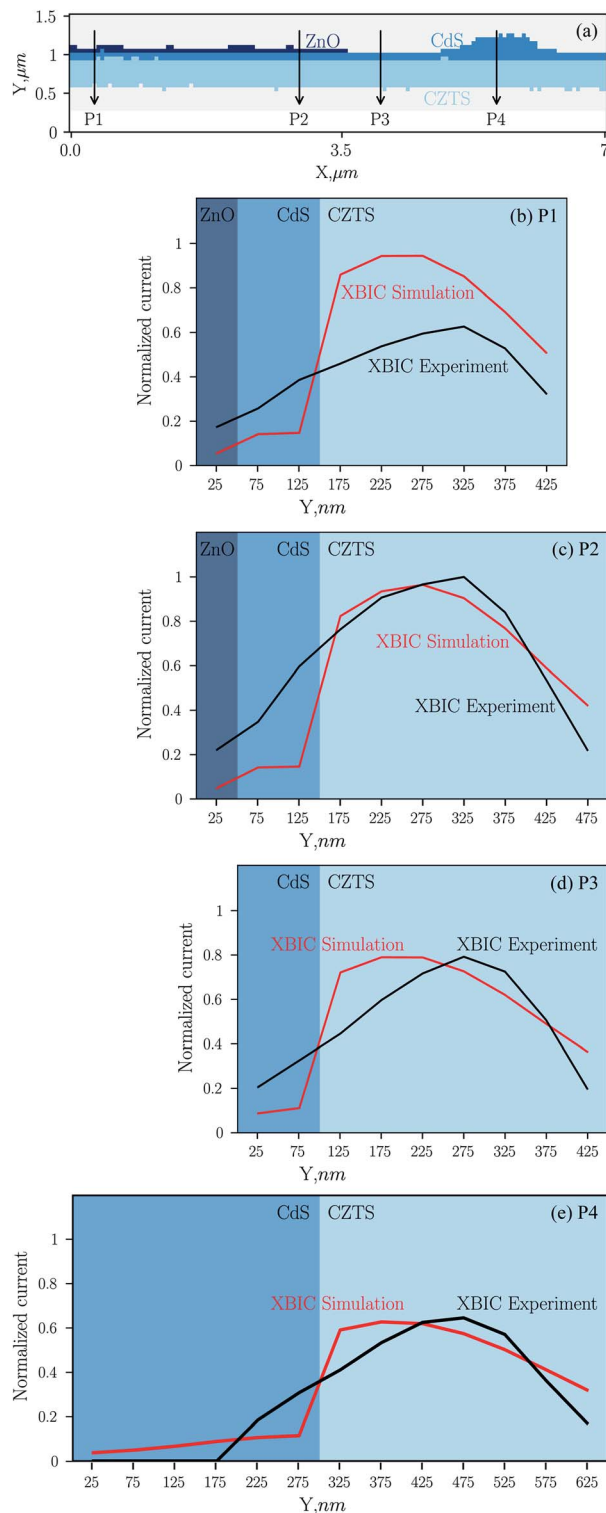 1.5
1
0.5
0
Y,μm
ZnO
CdS
(a)
CZTS
P1
P2
P3
P4
0.0
3.5
7
X,μm
ZnO
CdS
CZTS
(b) P1
1
0.8
0.6
0.4
0.2
0
Normalized current
XBIC Simulation
XBIC Experiment
25 75 125 175 225 275 325 375 425
Y,nm
ZnO
CdS
CZTS
(c) P2
1
0.8
0.6
0.4
0.2
0
Normalized current
XBIC Simulation
XBIC Experiment
25 75 125 175 225 275 325 375 425 475
Y,nm
CdS
CZTS
(d) P3
1
0.8
0.6
0.4
0.2
0
Normalized current
XBIC Simulation
XBIC Experiment
25 75 125 175 225 275 325 375 425
Y,nm
CdS
CZTS
(e) P4
1
0.8
0.6
0.4
0.2
0
Normalized current
XBIC Simulation
XBIC Experiment
25 75 125 175 225 275 325 375 425 475 525 575 625
Y,nm